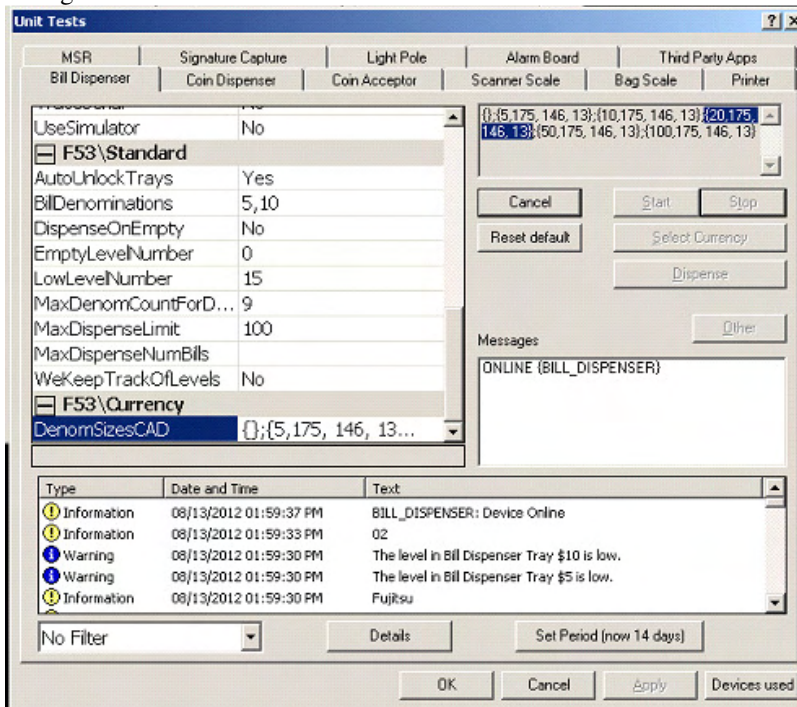 Unit Tests
MSR Signature Capture Light Pole Alarm Board Third Party Apps
Bill Dispenser Coin Dispenser Coin Acceptor Scanner Scale Bag Scale Printer
UseSimulator No
F53\Standard
AutoUnlockTrays Yes
BillDenominations 5,10
DispenseOnEmpty No
EmptyLevelNumber 0
LowLevelNumber 15
MaxDenomCountForD... 9
MaxDispenseLimit 100
MaxDispenseNumBills
WeKeepTrackOfLevels No
F53\Currency
DenomSizesCAD {};{5,175, 146, 13...
{};{5,175, 146, 13};{10,175, 146, 13};{20,175,
146, 13};{50,175, 146, 13};{100,175, 146, 13}
Cancel Start Stop
Reset default Select Currency
Dispense
Other
Messages
ONLINE {BILL_DISPENSER}
Type Date and Time Text
Information 08/13/2012 01:59:37 PM BILL_DISPENSER: Device Online
Information 08/13/2012 01:59:33 PM 02
Warning 08/13/2012 01:59:30 PM The level in Bill Dispenser Tray $10 is low.
Warning 08/13/2012 01:59:30 PM The level in Bill Dispenser Tray $5 is low.
Information 08/13/2012 01:59:30 PM Fujitsu
No Filter Details Set Period (now 14 days)
OK Cancel Apply Devices used